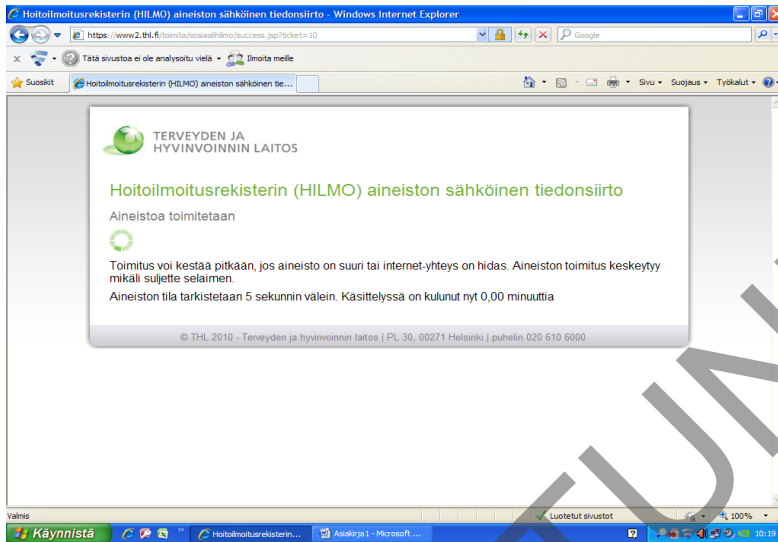 Hoitoilmoitusrekisterin (HILMO) aineiston sähköinen tiedonsiirto - Windows Internet Explorer
https://www2.thl.fi/toimita/sosiaalihilmo/success.jsp?ticket=10
Google
x Tätä sivustoa ei ole analysoitu vielä Ilmoita meille
Suosikit Hoitoilmoitusrekisterin (HILMO) aineiston sähköinen tie... Sivu Suojaus Työkalut
TERVEYDEN JA
HYVINVOINNIN LAITOS
Hoitoilmoitusrekisterin (HILMO) aineiston sähköinen tiedonsiirto
Aineistoa toimitetaan
Toimitus voi kestää pitkään, jos aineisto on suuri tai internet-yhteys on hidas. Aineiston toimitus keskeytyy
mikäli suljette selaimen.
Aineiston tila tarkistetaan 5 sekunnin välein. Käsittelyssä on kulunut nyt 0,00 minuuttia
© THL 2010 - Terveyden ja hyvinvoinnin laitos | PL 30, 00271 Helsinki | puhelin 020 610 6000
Valmis Luotetut sivustot 100%
Käynnistä Hoitoilmoitusrekisterin... Asiakirja1 - Microsoft ... 10:19